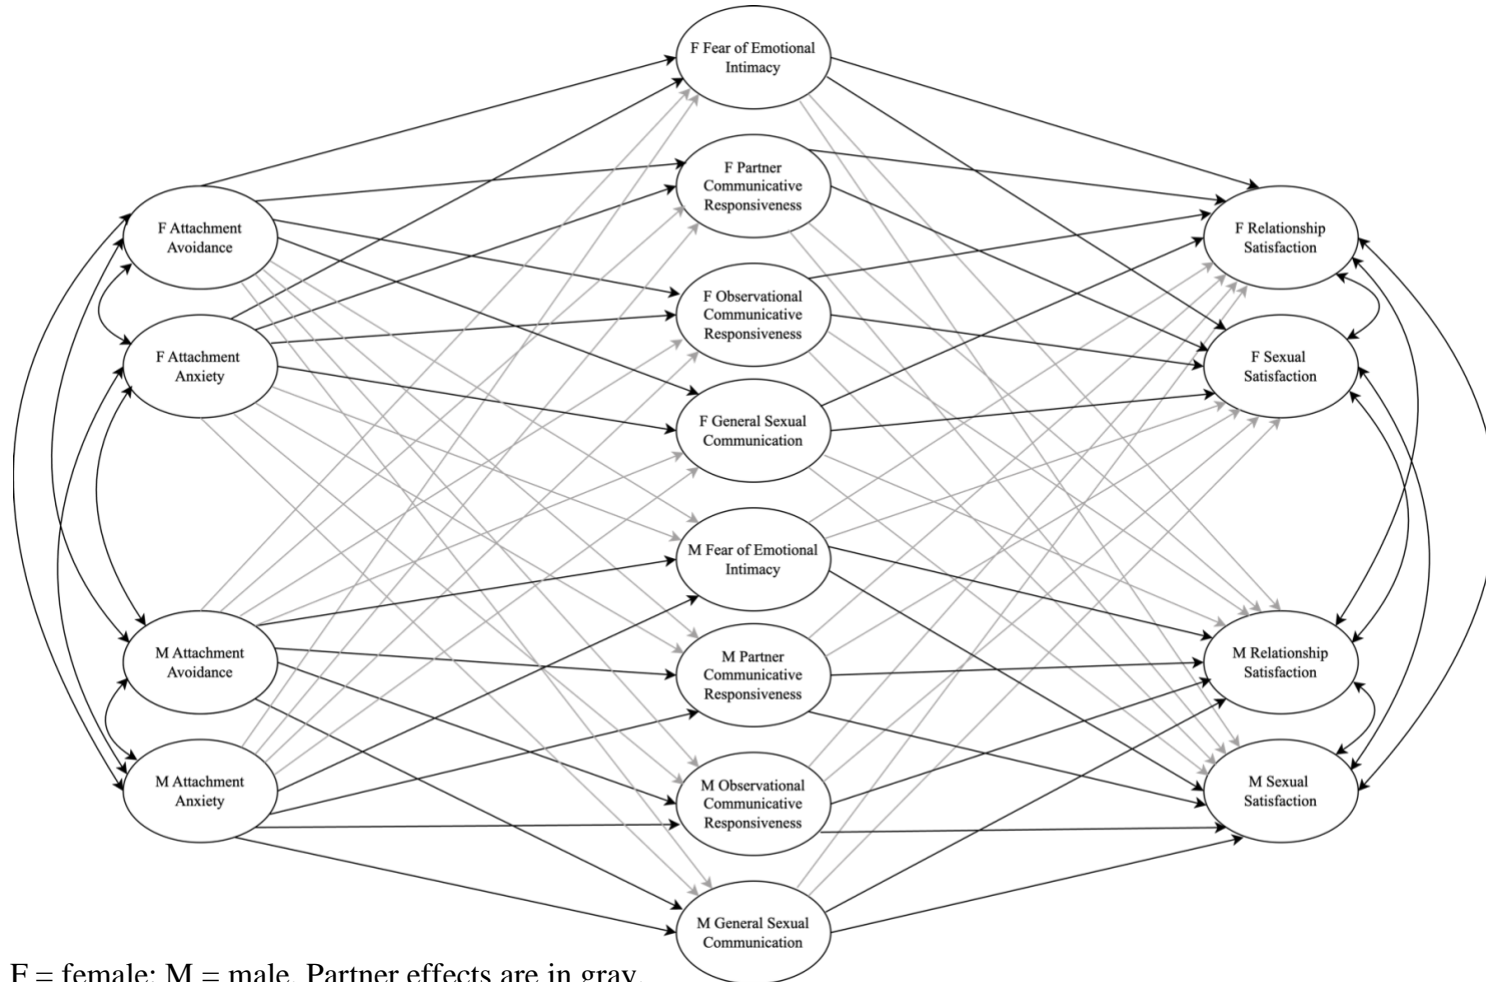 F Fear of Emotional
Intimacy
F Partner
Communicative
Responsiveness
F Attachment
Avoidance
F Relationship
Satisfaction
F Observational
Communicative
Responsiveness
F Attachment
Anxiety
F Sexual
Satisfaction
F General Sexual
Communication
M Fear of Emotional
Intimacy
M Attachment
Avoidance
M Partner
Communicative
Responsiveness
M Relationship
Satisfaction
M Attachment
Anxiety
M Observational
Communicative
Responsiveness
M Sexual
Satisfaction
M General Sexual
Communication
F = female; M = male. Partner effects are in gray.